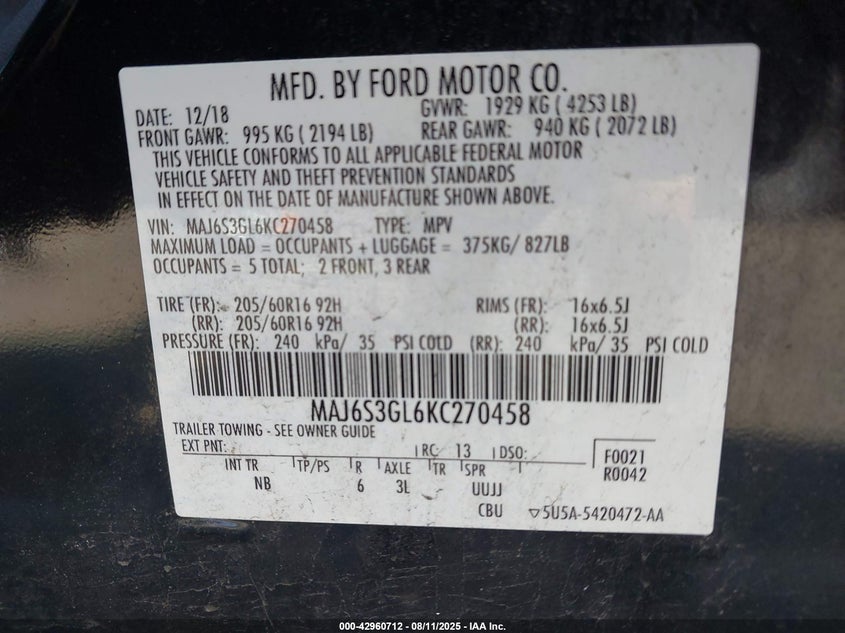 MFD. BY FORD MOTOR CO.
DATE: 12/18 GVWR: 1929 KG ( 4253 LB)
FRONT GAWR: 995 KG ( 2194 LB) REAR GAWR: 940 KG ( 2072 LB)
THIS VEHICLE CONFORMS TO ALL APPLICABLE FEDERAL MOTOR
VEHICLE SAFETY AND THEFT PREVENTION STANDARDS
IN EFFECT ON THE DATE OF MANUFACTURE SHOWN ABOVE.
VIN: MAJ6S3GL6KC270458 TYPE: MPV
MAXIMUM LOAD = OCCUPANTS + LUGGAGE = 375KG/ 827LB
OCCUPANTS = 5 TOTAL; 2 FRONT, 3 REAR
TIRE (FR): 205/60R16 92H RIMS (FR): 16x6.5J
(RR): 205/60R16 92H (RR): 16x6.5J
PRESSURE (FR): 240 kPa/ 35 PSI COLD (RR): 240 kPa/ 35 PSI COLD
MAJ6S3GL6KC270458
TRAILER TOWING - SEE OWNER GUIDE
EXT PNT: RC: 13 DSO: F0021
R0042
INT TR TP/PS R AXLE TR SPR
NB 6 3L UUJJ
CBU ▽5U5A-5420472-AA
000-42960712 - 08/11/2025 - IAA Inc.